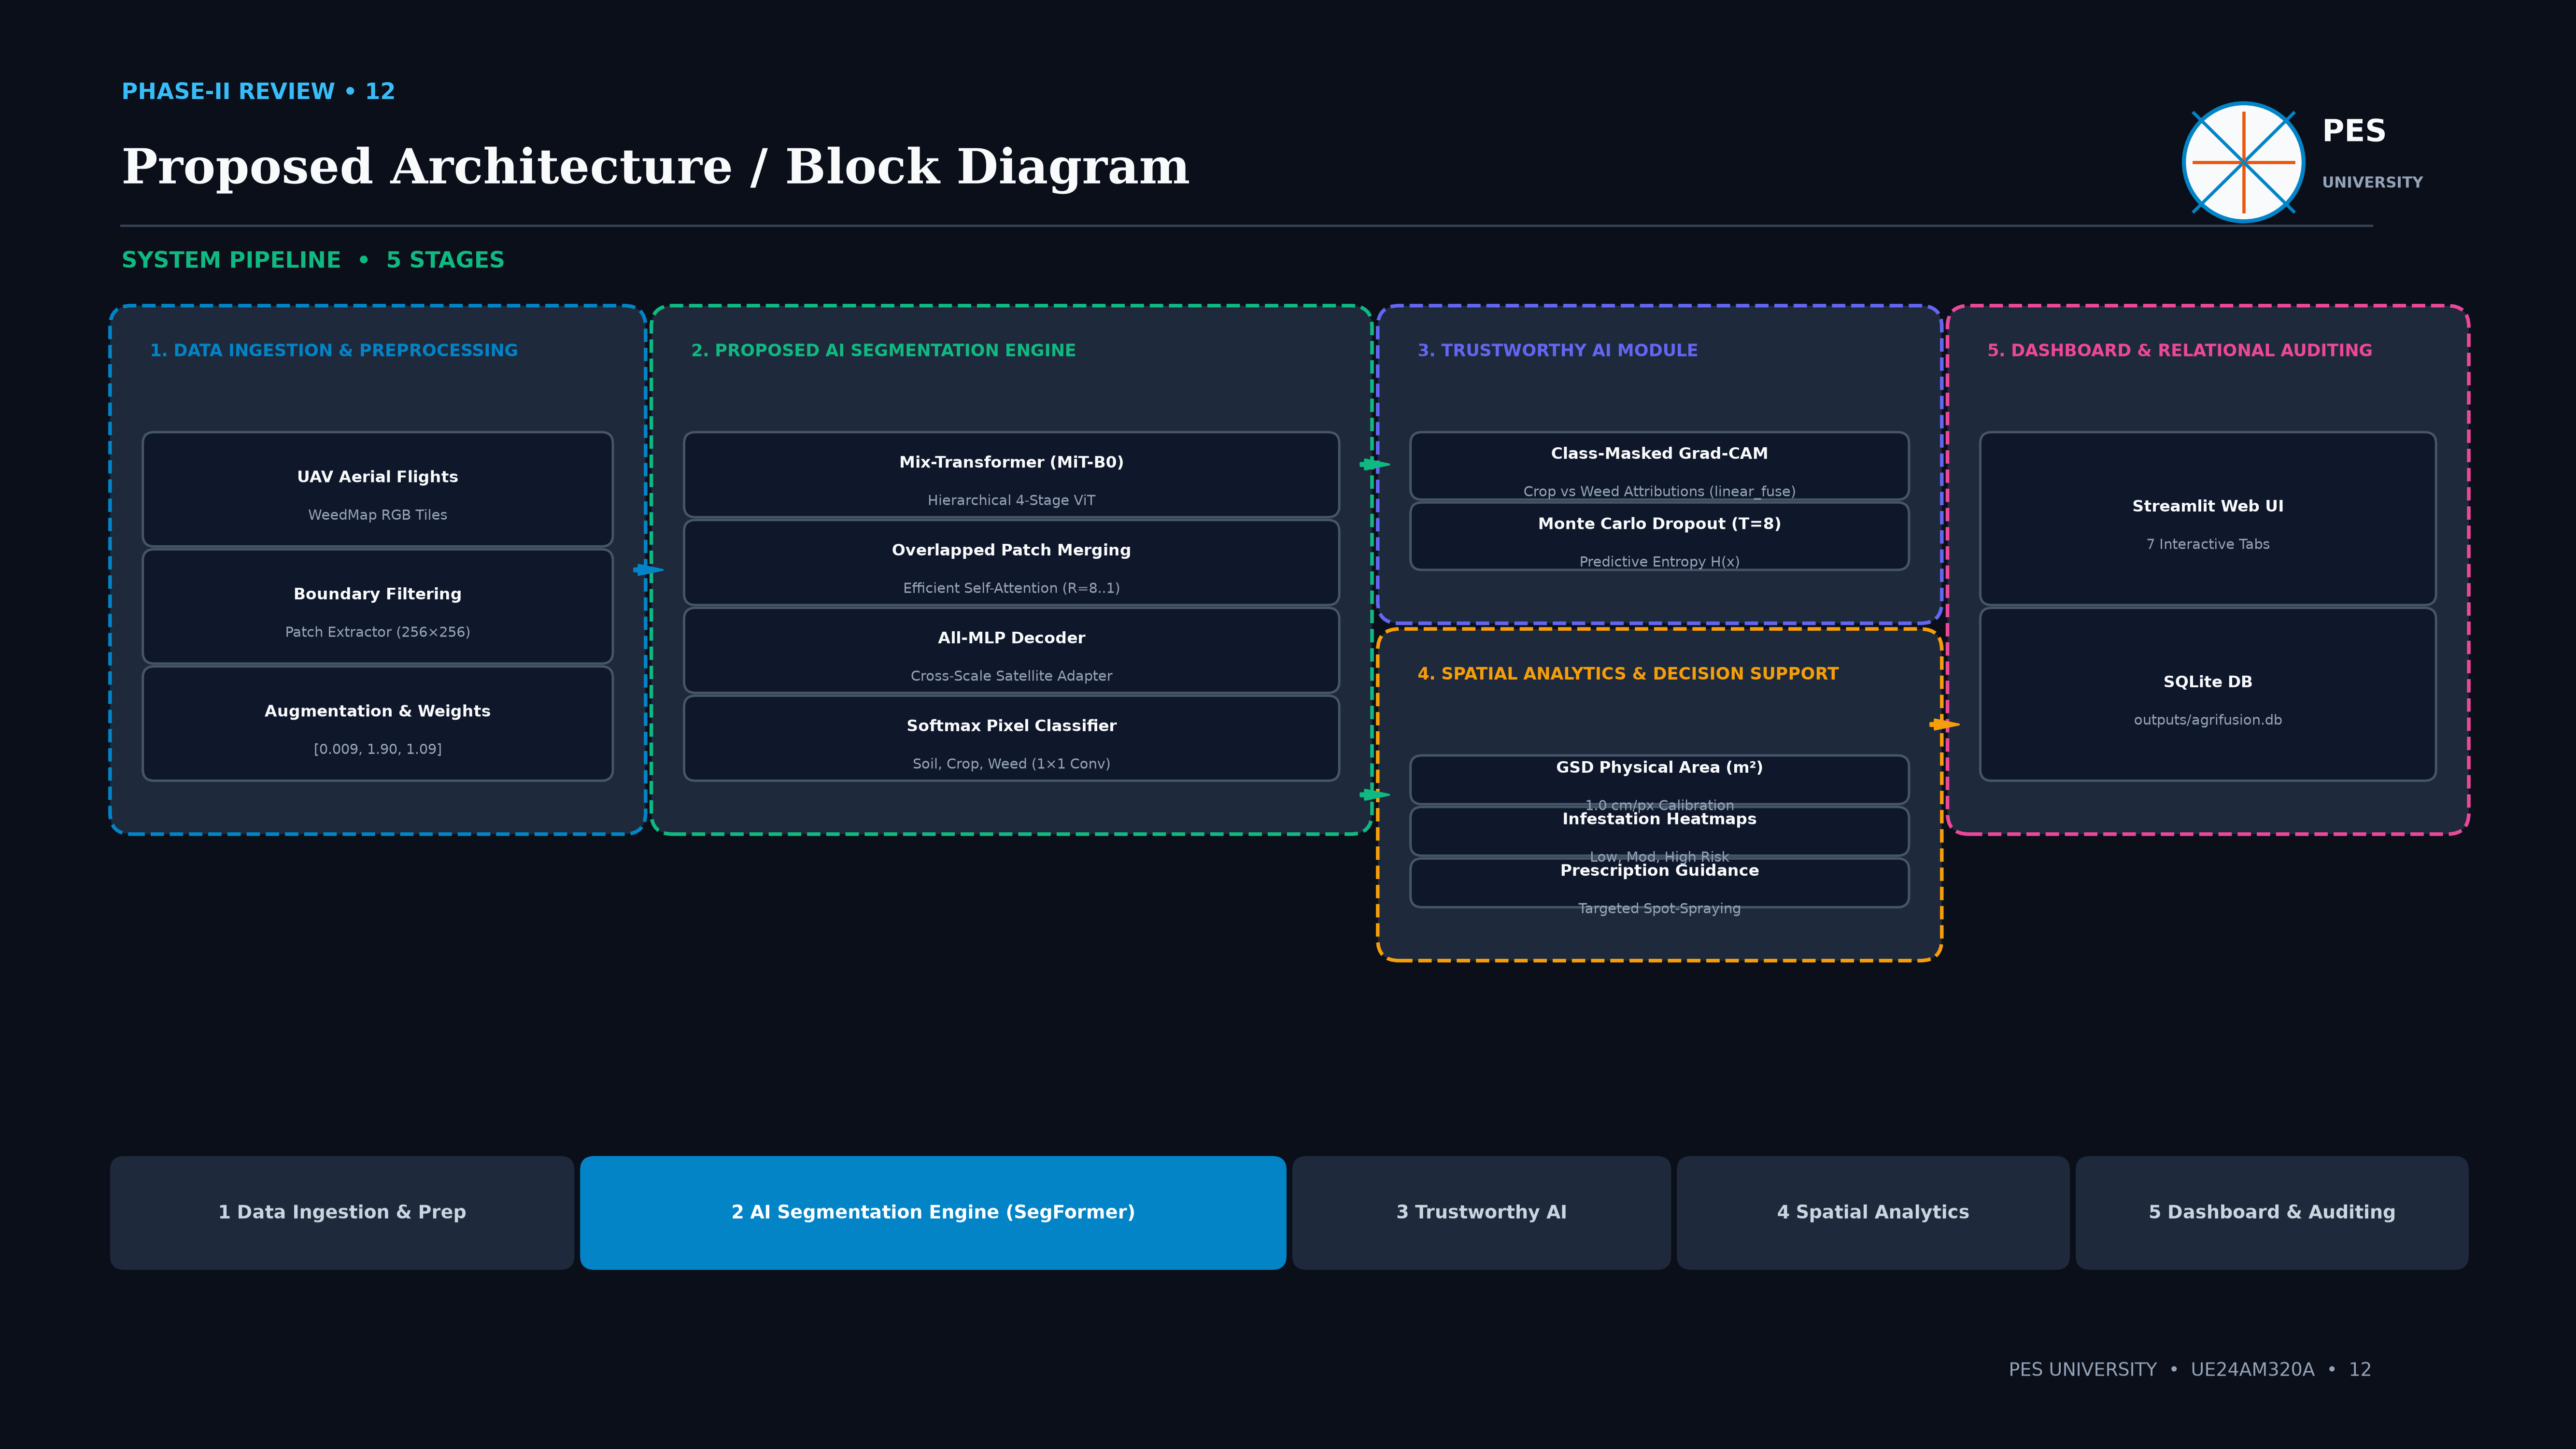 PHASE-II REVIEW • 12
Proposed Architecture / Block Diagram
PES
UNIVERSITY
SYSTEM PIPELINE • 5 STAGES
1. DATA INGESTION & PREPROCESSING
UAV Aerial Flights
WeedMap RGB Tiles
Boundary Filtering
Patch Extractor (256×256)
Augmentation & Weights
[0.009, 1.90, 1.09]
2. PROPOSED AI SEGMENTATION ENGINE
Mix-Transformer (MiT-B0)
Hierarchical 4-Stage ViT
Overlapped Patch Merging
Efficient Self-Attention (R=8..1)
All-MLP Decoder
Cross-Scale Satellite Adapter
Softmax Pixel Classifier
Soil, Crop, Weed (1×1 Conv)
3. TRUSTWORTHY AI MODULE
Class-Masked Grad-CAM
Crop vs Weed Attributions (linear_fuse)
Monte Carlo Dropout (T=8)
Predictive Entropy H(x)
4. SPATIAL ANALYTICS & DECISION SUPPORT
GSD Physical Area (m²)
1.0 cm/px Calibration
Infestation Heatmaps
Low, Mod, High Risk
Prescription Guidance
Targeted Spot-Spraying
5. DASHBOARD & RELATIONAL AUDITING
Streamlit Web UI
7 Interactive Tabs
SQLite DB
outputs/agrifusion.db
1 Data Ingestion & Prep
2 AI Segmentation Engine (SegFormer)
3 Trustworthy AI
4 Spatial Analytics
5 Dashboard & Auditing
PES UNIVERSITY • UE24AM320A • 12